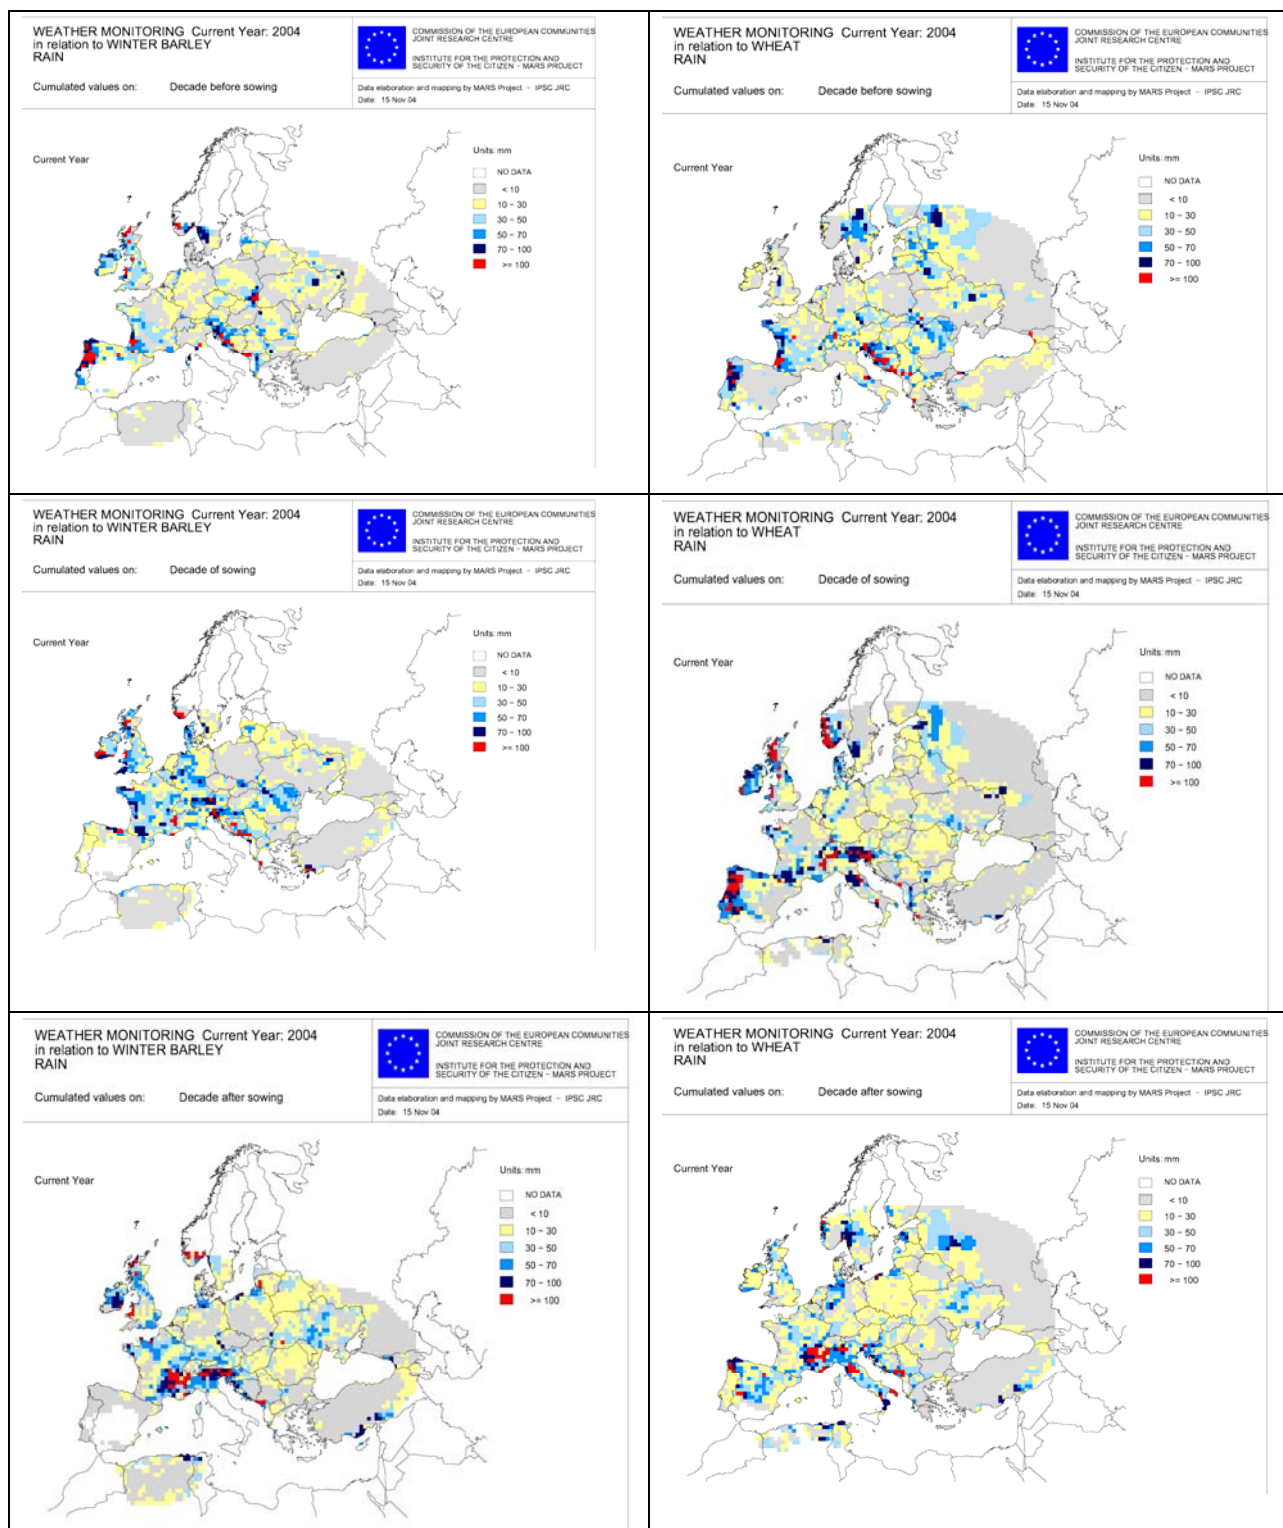 WEATHER MONITORING Current Year: 2004
in relation to WINTER BARLEY
RAIN
Cumulated values on: Decade before sowing
COMMISSION OF THE EUROPEAN COMMUNITIES
JOINT RESEARCH CENTRE
INSTITUTE FOR THE PROTECTION AND
SECURITY OF THE CITIZEN - MARS PROJECT
Data elaboration and mapping by MARS Project - IPSC JRC
Date: 15 Nov 04
Current Year
Units: mm
NO DATA
< 10
10 - 30
30 - 50
50 - 70
70 - 100
>= 100
WEATHER MONITORING Current Year: 2004
in relation to WHEAT
RAIN
Cumulated values on: Decade before sowing
COMMISSION OF THE EUROPEAN COMMUNITIES
JOINT RESEARCH CENTRE
INSTITUTE FOR THE PROTECTION AND
SECURITY OF THE CITIZEN - MARS PROJECT
Data elaboration and mapping by MARS Project - IPSC JRC
Date: 15 Nov 04
Current Year
Units: mm
NO DATA
< 10
10 - 30
30 - 50
50 - 70
70 - 100
>= 100
WEATHER MONITORING Current Year: 2004
in relation to WINTER BARLEY
RAIN
Cumulated values on: Decade of sowing
COMMISSION OF THE EUROPEAN COMMUNITIES
JOINT RESEARCH CENTRE
INSTITUTE FOR THE PROTECTION AND
SECURITY OF THE CITIZEN - MARS PROJECT
Data elaboration and mapping by MARS Project - IPSC JRC
Date: 15 Nov 04
Current Year
Units: mm
NO DATA
< 10
10 - 30
30 - 50
50 - 70
70 - 100
>= 100
WEATHER MONITORING Current Year: 2004
in relation to WHEAT
RAIN
Cumulated values on: Decade of sowing
COMMISSION OF THE EUROPEAN COMMUNITIES
JOINT RESEARCH CENTRE
INSTITUTE FOR THE PROTECTION AND
SECURITY OF THE CITIZEN - MARS PROJECT
Data elaboration and mapping by MARS Project - IPSC JRC
Date: 15 Nov 04
Current Year
Units: mm
NO DATA
< 10
10 - 30
30 - 50
50 - 70
70 - 100
>= 100
WEATHER MONITORING Current Year: 2004
in relation to WINTER BARLEY
RAIN
Cumulated values on: Decade after sowing
COMMISSION OF THE EUROPEAN COMMUNITIES
JOINT RESEARCH CENTRE
INSTITUTE FOR THE PROTECTION AND
SECURITY OF THE CITIZEN - MARS PROJECT
Data elaboration and mapping by MARS Project - IPSC JRC
Date: 15 Nov 04
Current Year
Units: mm
NO DATA
< 10
10 - 30
30 - 50
50 - 70
70 - 100
>= 100
WEATHER MONITORING Current Year: 2004
in relation to WHEAT
RAIN
Cumulated values on: Decade after sowing
COMMISSION OF THE EUROPEAN COMMUNITIES
JOINT RESEARCH CENTRE
INSTITUTE FOR THE PROTECTION AND
SECURITY OF THE CITIZEN - MARS PROJECT
Data elaboration and mapping by MARS Project - IPSC JRC
Date: 15 Nov 04
Current Year
Units: mm
NO DATA
< 10
10 - 30
30 - 50
50 - 70
70 - 100
>= 100